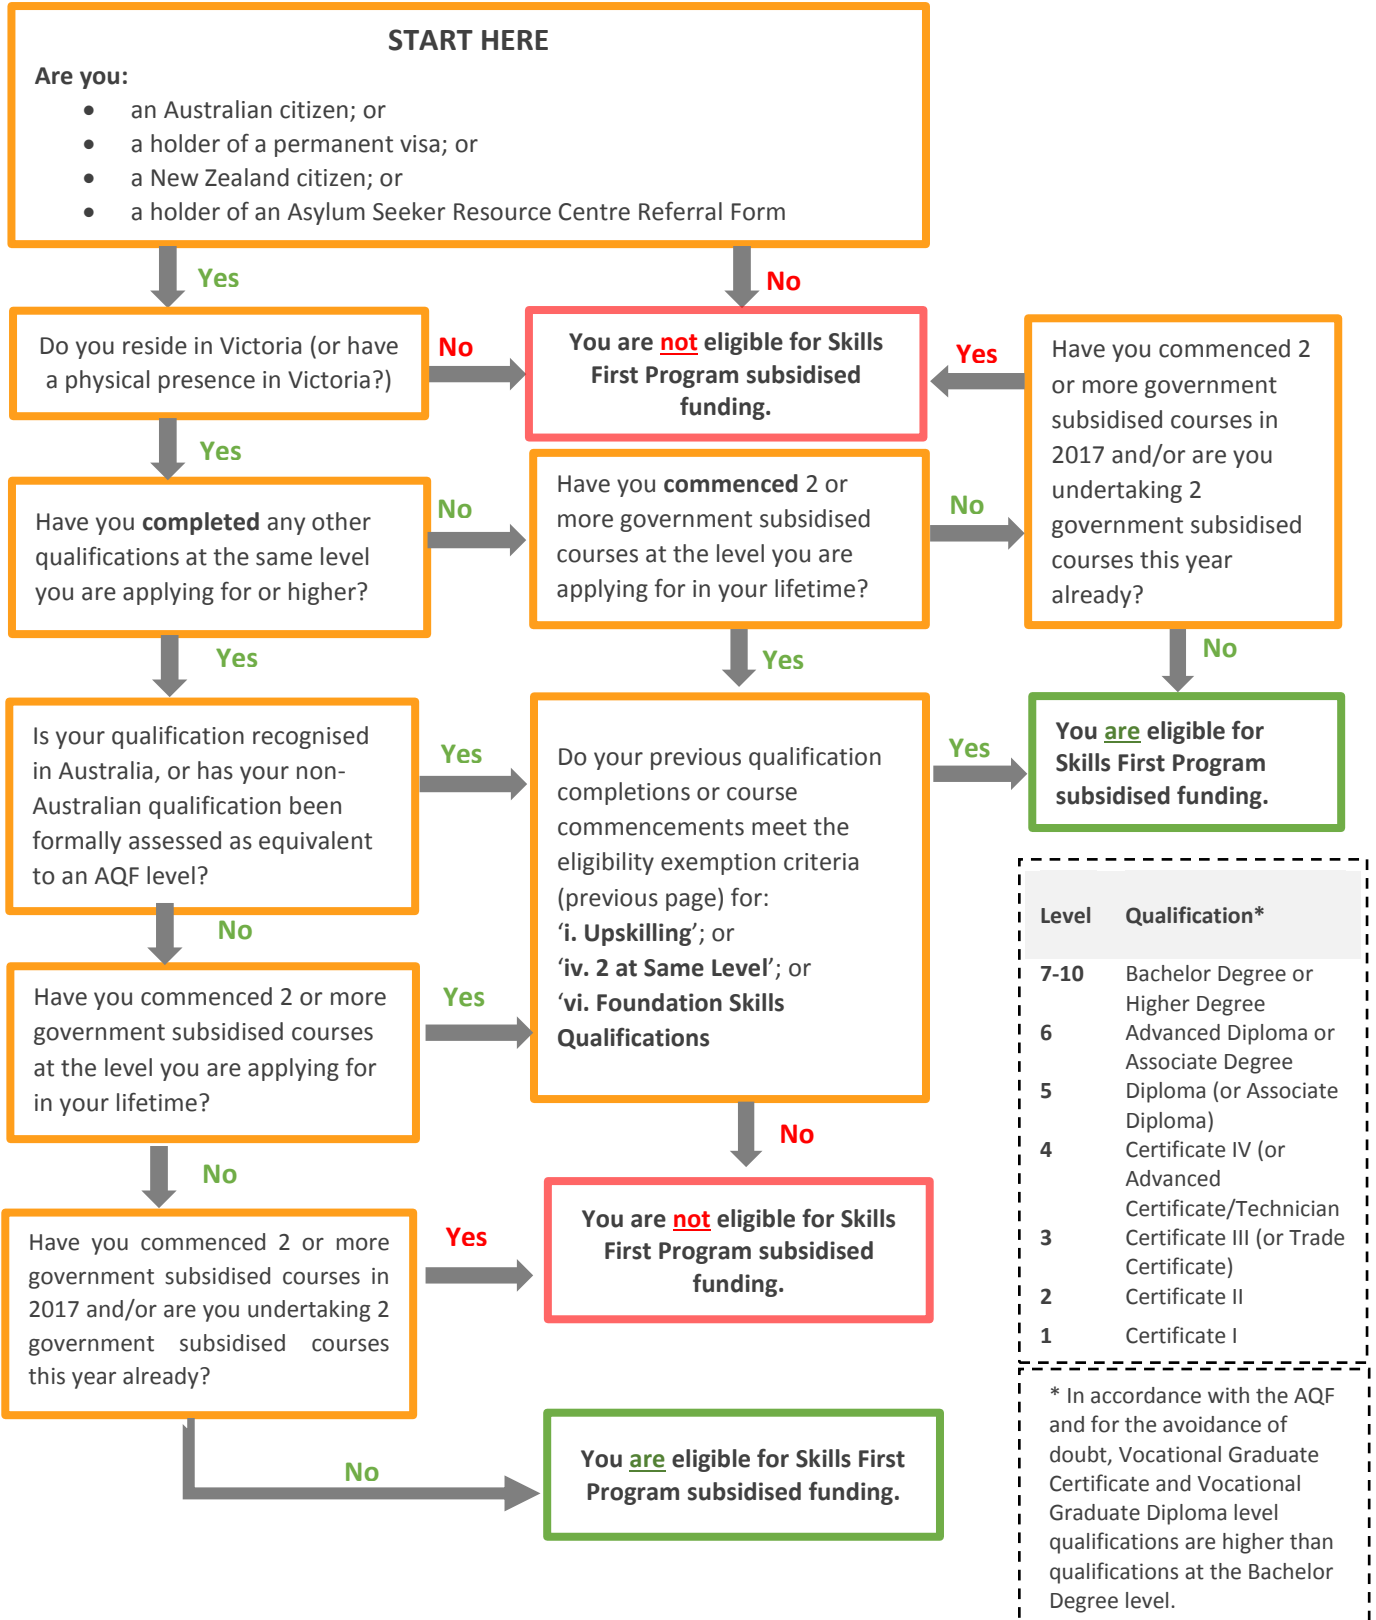 START HERE
Are you:
• an Australian citizen; or
• a holder of a permanent visa; or
• a New Zealand citizen; or
• a holder of an Asylum Seeker Resource Centre Referral Form
Yes
No
Do you reside in Victoria (or have
a physical presence in Victoria?)
No
You are not eligible for Skills
First Program subsidised
funding.
Yes
Have you commenced 2
or more government
subsidised courses in
2017 and/or are you
undertaking 2
government subsidised
courses this year
already?
Yes
Have you completed any other
qualifications at the same level
you are applying for or higher?
No
Have you commenced 2 or
more government subsidised
courses at the level you are
applying for in your lifetime?
No
Yes
Yes
No
Is your qualification recognised
in Australia, or has your non-
Australian qualification been
formally assessed as equivalent
to an AQF level?
Yes
Do your previous qualification
completions or course
commencements meet the
eligibility exemption criteria
(previous page) for:
‘i. Upskilling’; or
‘iv. 2 at Same Level’; or
‘vi. Foundation Skills
Qualifications
Yes
You are eligible for
Skills First Program
subsidised funding.
No
Have you commenced 2 or more
government subsidised courses
at the level you are applying for
in your lifetime?
Yes
No
No
Have you commenced 2 or more
government subsidised courses in
2017 and/or are you undertaking 2
government subsidised courses
this year already?
Yes
You are not eligible for Skills
First Program subsidised
funding.
No
You are eligible for Skills First
Program subsidised funding.
Level Qualification*
7-10 Bachelor Degree or
Higher Degree
6 Advanced Diploma or
Associate Degree
5 Diploma (or Associate
Diploma)
4 Certificate IV (or
Advanced
Certificate/Technician
3 Certificate III (or Trade
Certificate)
2 Certificate II
1 Certificate I
* In accordance with the AQF
and for the avoidance of
doubt, Vocational Graduate
Certificate and Vocational
Graduate Diploma level
qualifications are higher than
qualifications at the Bachelor
Degree level.